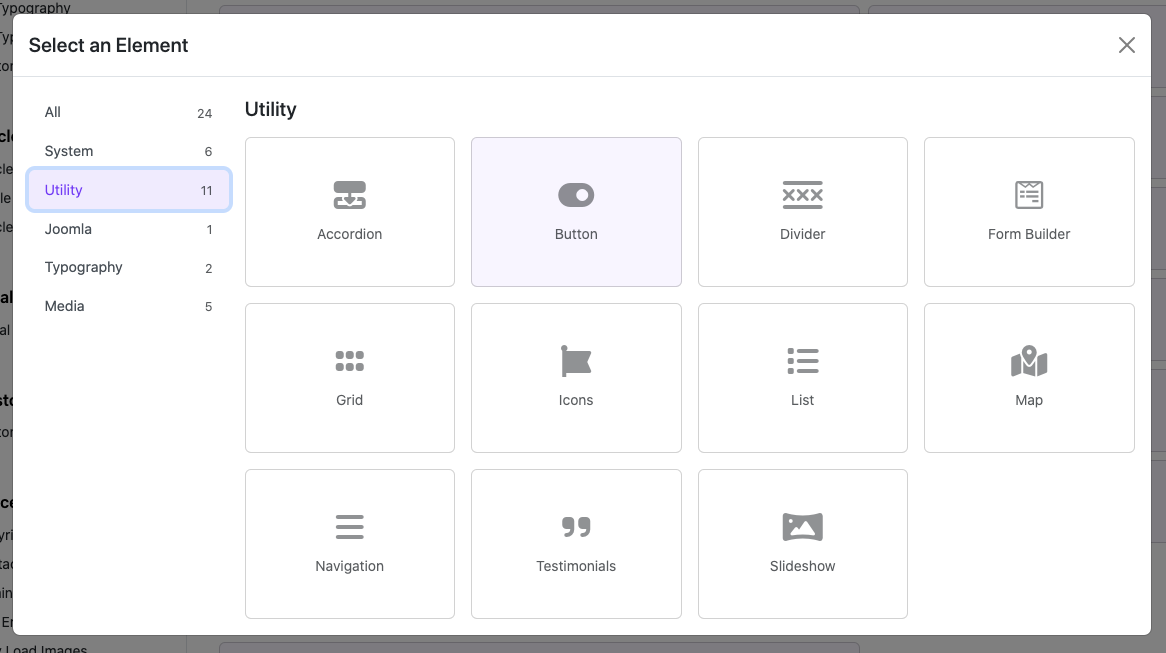 Typography
Select an Element
All 24
System 6
Utility 11
Joomla 1
Typography 2
Media 5
Utility
Accordion
Button
Divider
Form Builder
Grid
Icons
List
Map
Navigation
Testimonials
Slideshow
Load Images